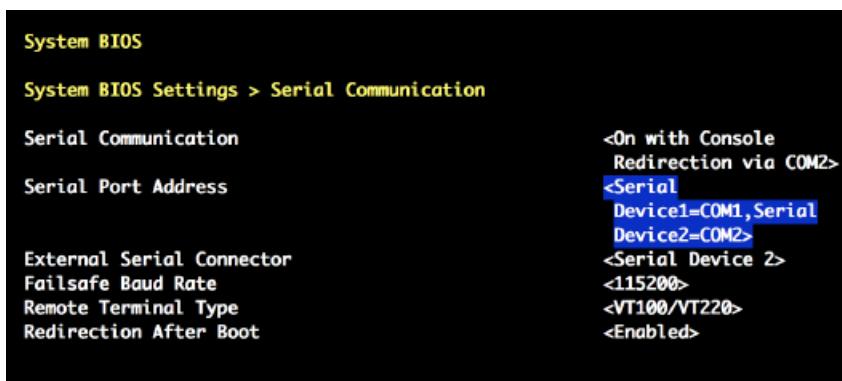 System BIOS
System BIOS Settings > Serial Communication
Serial Communication <On with Console
Redirection via COM2>
Serial Port Address <Serial
Device1=COM1,Serial
Device2=COM2>
External Serial Connector <Serial Device 2>
Failsafe Baud Rate <115200>
Remote Terminal Type <VT100/VT220>
Redirection After Boot <Enabled>